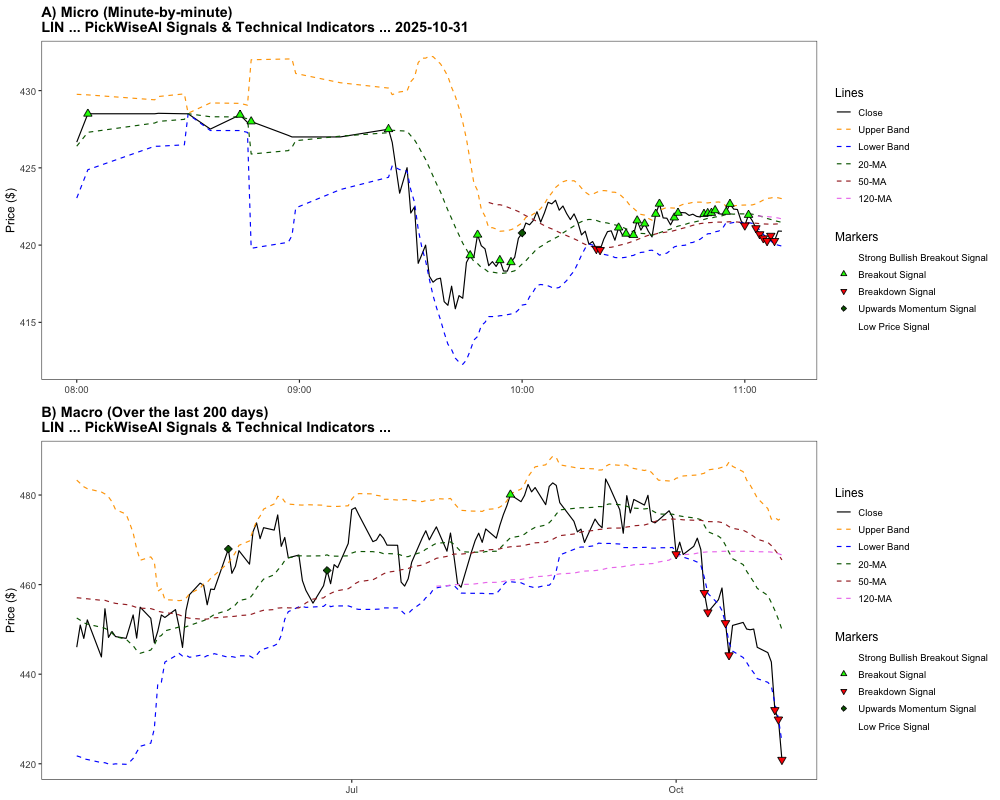 A) Micro (Minute-by-minute)
LIN ... PickWiseAI Signals & Technical Indicators ... 2025-10-31
Price ($)
430
425
420
415
08:00
09:00
10:00
11:00
Lines
Close
Upper Band
Lower Band
20-MA
50-MA
120-MA
Markers
Strong Bullish Breakout Signal
Breakout Signal
Breakdown Signal
Upwards Momentum Signal
Low Price Signal
B) Macro (Over the last 200 days)
LIN ... PickWiseAI Signals & Technical Indicators ...
Price ($)
480
460
440
420
Jul
Oct
Lines
Close
Upper Band
Lower Band
20-MA
50-MA
120-MA
Markers
Strong Bullish Breakout Signal
Breakout Signal
Breakdown Signal
Upwards Momentum Signal
Low Price Signal